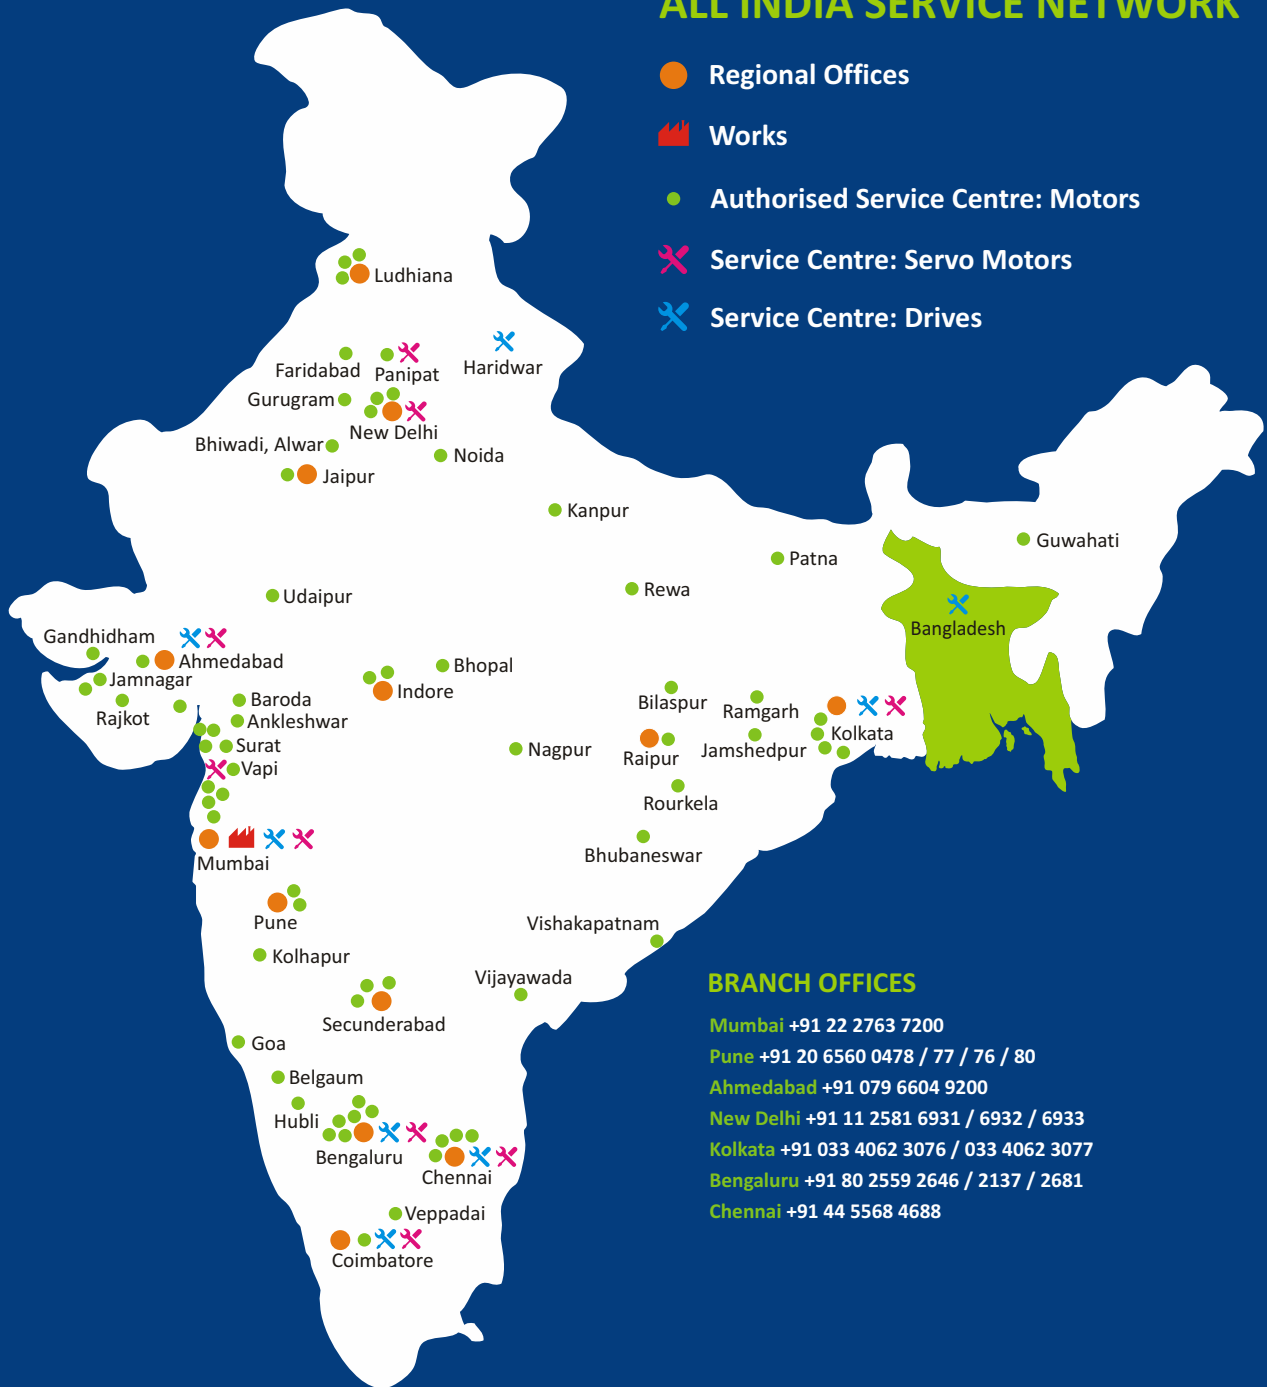 ALL INDIA SERVICE NETWORK
Regional Offices
Works
Authorised Service Centre: Motors
Service Centre: Servo Motors
Service Centre: Drives
Ludhiana
Faridabad
Panipat
Haridwar
Gurugram
New Delhi
Bhiwadi, Alwar
Noida
Jaipur
Kanpur
Guwahati
Patna
Rewa
Udaipur
Bangladesh
Gandhidham
Ahmedabad
Bhopal
Jamnagar
Indore
Baroda
Bilaspur
Ramgarh
Rajkot
Ankleshwar
Kolkata
Surat
Nagpur
Raipur
Jamshedpur
Vapi
Rourkela
Bhubaneswar
Mumbai
Pune
Vishakapatnam
Kolhapur
Vijayawada
Secunderabad
Goa
Belgaum
Hubli
Bengaluru
Chennai
Veppadai
Coimbatore
BRANCH OFFICES
Mumbai +91 22 2763 7200
Pune +91 20 6560 0478 / 77 / 76 / 80
Ahmedabad +91 079 6604 9200
New Delhi +91 11 2581 6931 / 6932 / 6933
Kolkata +91 033 4062 3076 / 033 4062 3077
Bengaluru +91 80 2559 2646 / 2137 / 2681
Chennai +91 44 5568 4688